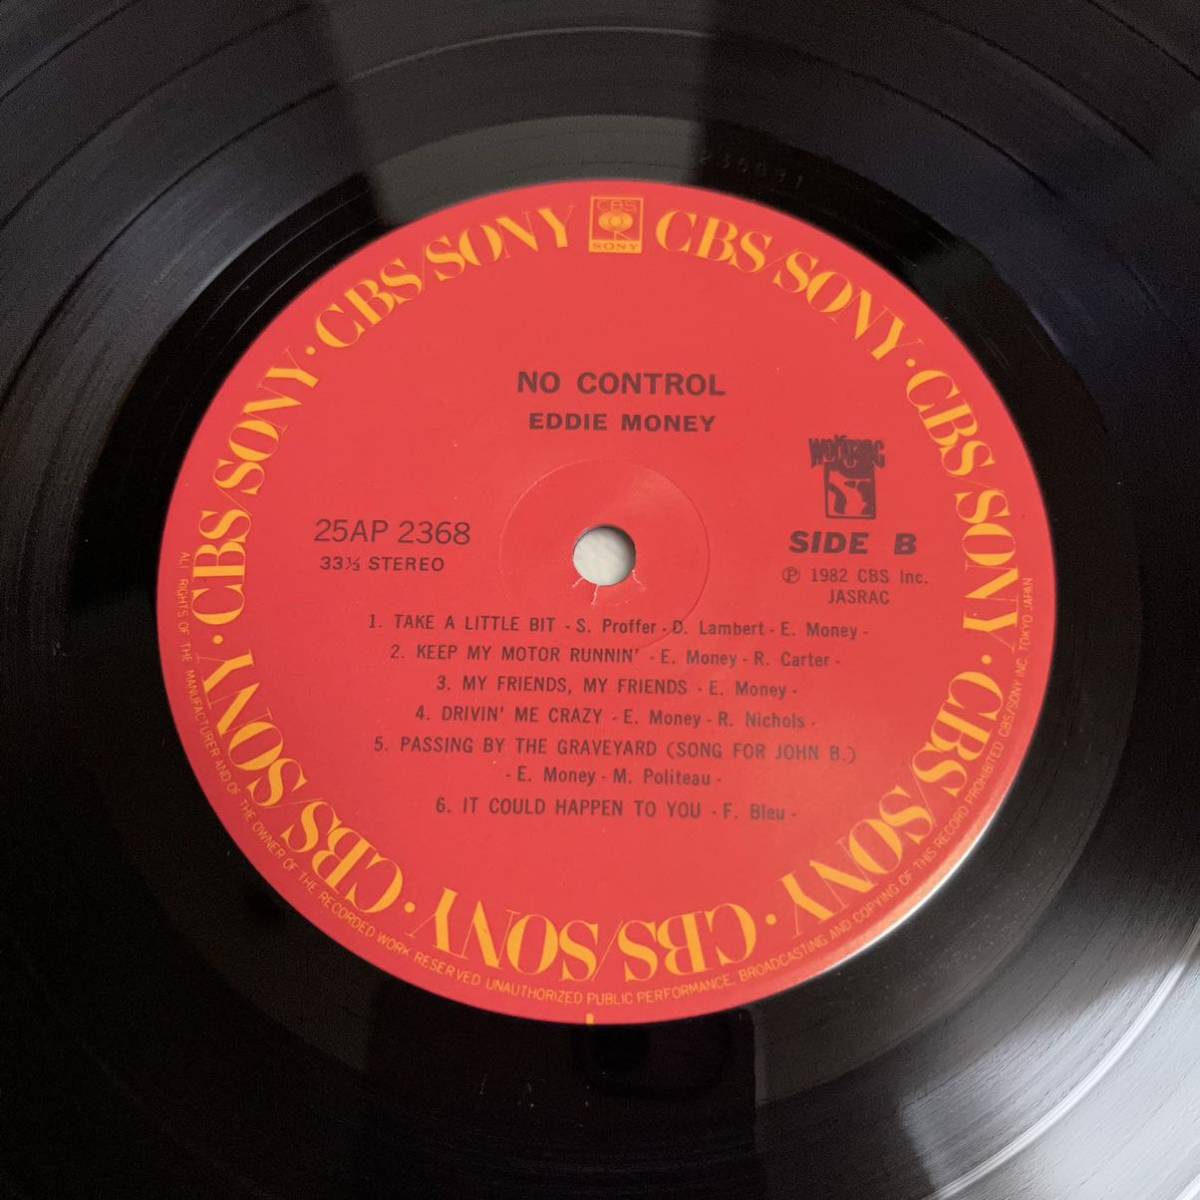 CBS
SONY
CBS/SONY · CBS/SONY · CBS/SONY · CBS/SONY · CBS/SONY · CBS/SONY · CBS/SONY · CBS/SONY
NO CONTROL
EDDIE MONEY
25AP 2368
33⅓ STEREO
SIDE B
Ⓟ 1982 CBS Inc.
JASRAC
1. TAKE A LITTLE BIT - S. Proffer - D. Lambert - E. Money -
2. KEEP MY MOTOR RUNNIN' - E. Money - R. Carter -
3. MY FRIENDS, MY FRIENDS - E. Money -
4. DRIVIN' ME CRAZY - E. Money - R. Nichols -
5. PASSING BY THE GRAVEYARD (SONG FOR JOHN B.)
- E. Money - M. Politeau -
6. IT COULD HAPPEN TO YOU - F. Bleu -
ALL RIGHTS OF THE MANUFACTURER AND OF THE OWNER OF THE RECORDED WORK RESERVED UNAUTHORIZED PUBLIC PERFORMANCE, BROADCASTING AND COPYING OF THIS RECORD PROHIBITED CBS/SONY INC. TOKYO JAPAN